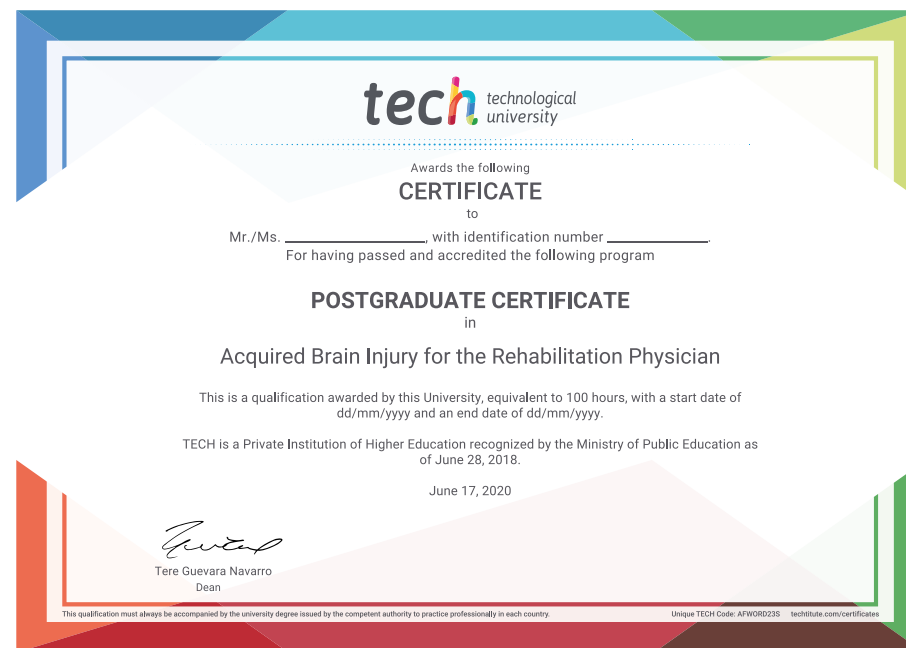 tech technological
university
Awards the following
CERTIFICATE
to
Mr./Ms. , with identification number .
For having passed and accredited the following program
POSTGRADUATE CERTIFICATE
in
Acquired Brain Injury for the Rehabilitation Physician
This is a qualification awarded by this University, equivalent to 100 hours, with a start date of
dd/mm/yyyy and an end date of dd/mm/yyyy.
TECH is a Private Institution of Higher Education recognized by the Ministry of Public Education as
of June 28, 2018.
June 17, 2020
Tere Guevara Navarro
Dean
This qualification must always be accompanied by the university degree issued by the competent authority to practice professionally in each country. Unique TECH Code: AFWORD23S techtitute.com/certificates